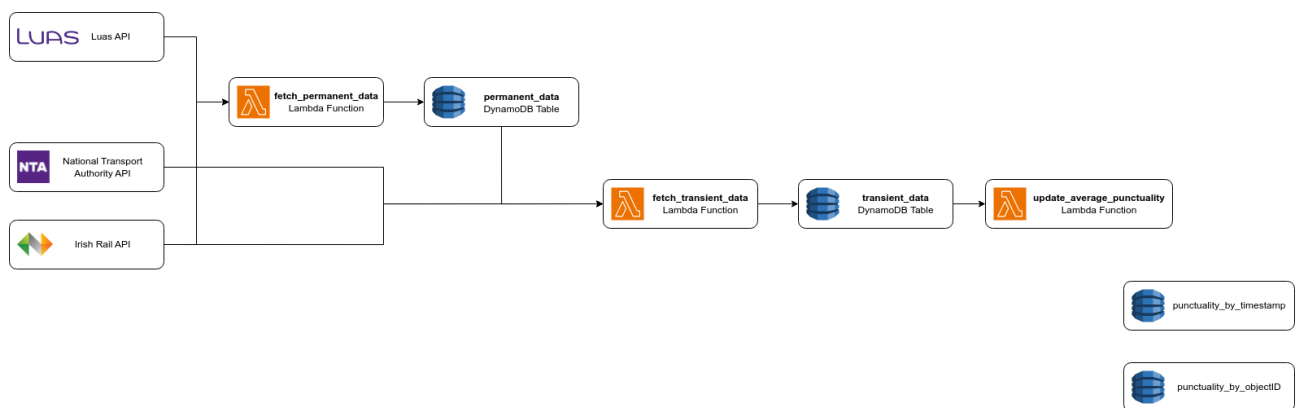 LUAS
Luas API
fetch_permanent_data
Lambda Function
permanent_data
DynamoDB Table
NTA
National Transport
Authority API
fetch_transient_data
Lambda Function
transient_data
DynamoDB Table
update_average_punctuality
Lambda Function
Irish Rail API
punctuality_by_timestamp
punctuality_by_objectID